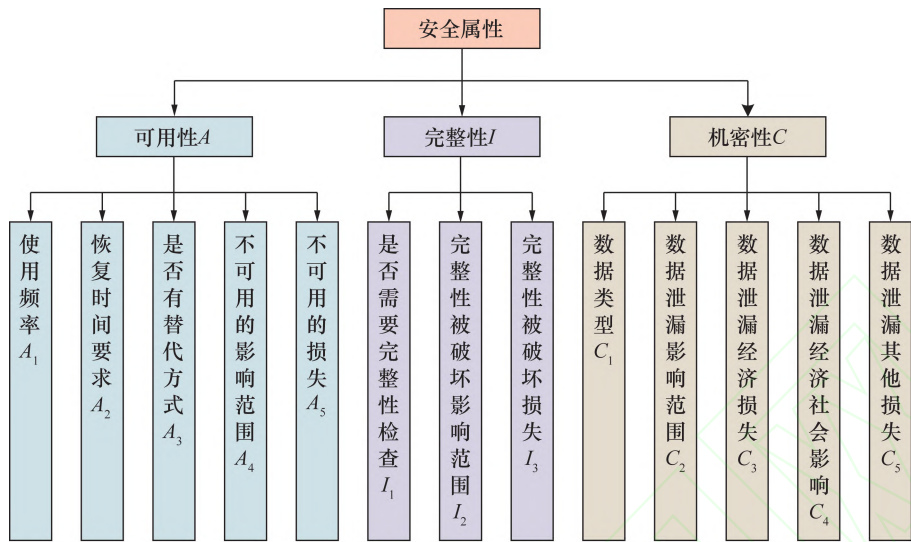 安全属性
可用性A
完整性I
机密性C
使用频率A₁
恢复时间要求A₂
是否有替代方式A₃
不可用的影响范围A₄
不可用的损失A₅
是否需要完整性检查I₁
完整性被破坏影响范围I₂
完整性被破坏损失I₃
数据类型C₁
数据泄漏影响范围C₂
数据泄漏经济损失C₃
数据泄漏经济社会影响C₄
数据泄漏其他损失C₅